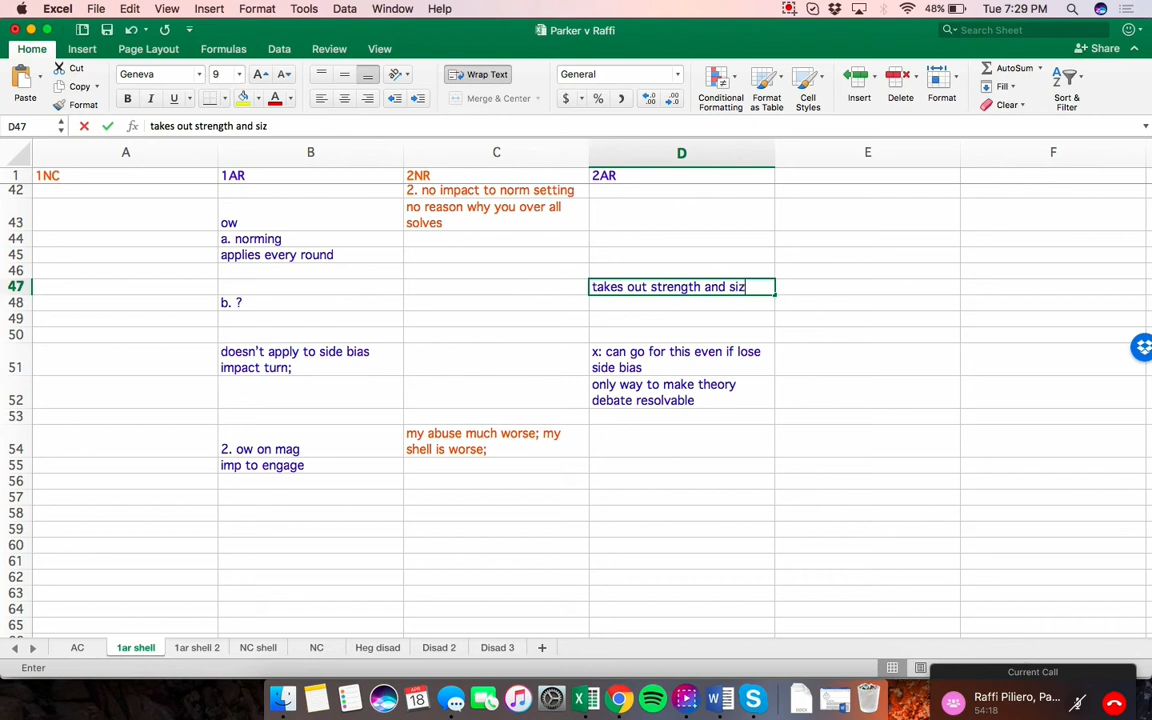 Excel File Edit View Insert Format Tools Data Window Help 48% Tue 7:29 PM
Parker v Raffi
Search Sheet
Home Insert Page Layout Formulas Data Review View
Share
Paste
Cut
Copy
Format
Geneva 9 A A
B I U A
Wrap Text
Merge & Center
General
$ %
Conditional Formatting
Format as Table
Cell Styles
Insert
Delete
Format
AutoSum
Fill
Clear
Sort & Filter
D47 fx takes out strength and siz
A B C D E F
1 1NC 1AR 2NR 2AR
42 2. no impact to norm setting
no reason why you over all
43 ow solves
44 a. norming
45 applies every round
46
47 takes out strength and siz
48 b. ?
49
50
doesn't apply to side bias x: can go for this even if lose
51 impact turn; side bias
only way to make theory
52 debate resolvable
53
my abuse much worse; my
54 2. ow on mag shell is worse;
55 imp to engage
56
57
58
59
60
61
62
63
64
65
AC 1ar shell 1ar shell 2 NC shell NC Heg disad Disad 2 Disad 3 +
Enter
Current Call
Raffi Piliero, Pa...
54:18
APR
18